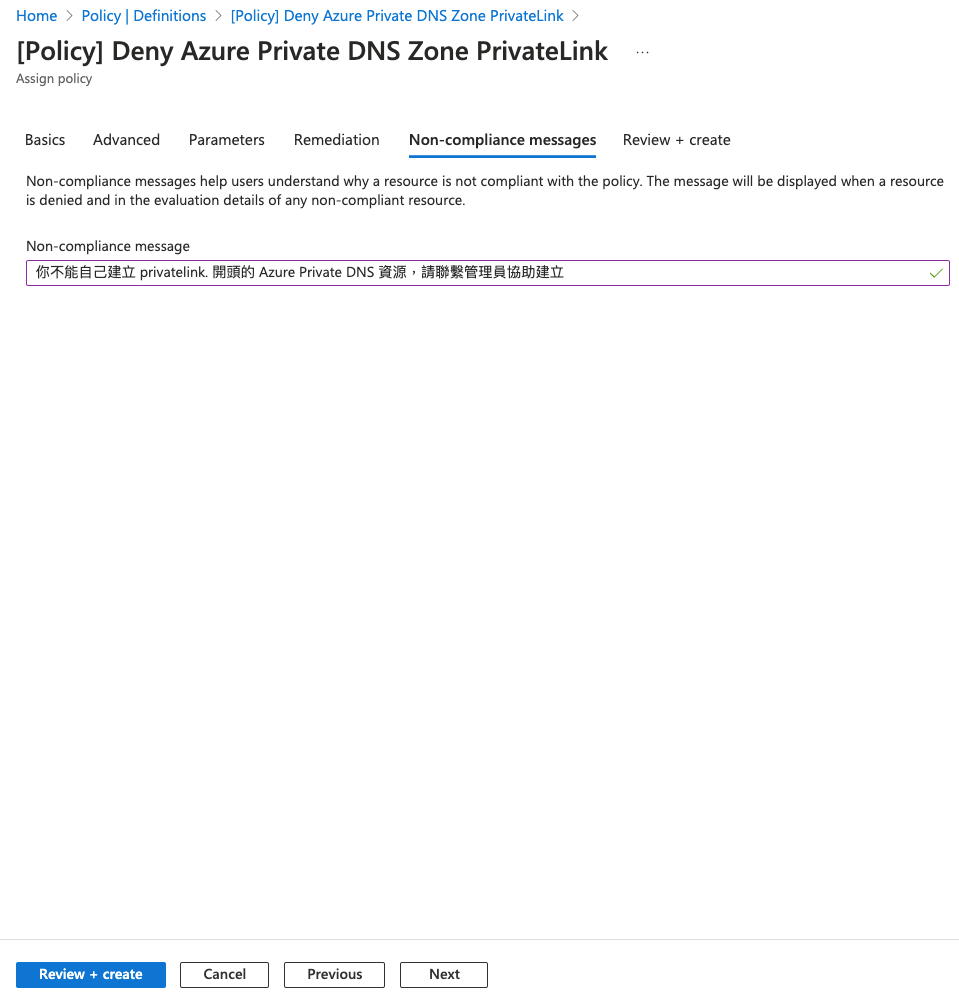 Home > Policy | Definitions > [Policy] Deny Azure Private DNS Zone PrivateLink >
[Policy] Deny Azure Private DNS Zone PrivateLink ...
Assign policy
Basics Advanced Parameters Remediation Non-compliance messages Review + create
Non-compliance messages help users understand why a resource is not compliant with the policy. The message will be displayed when a resource
is denied and in the evaluation details of any non-compliant resource.
Non-compliance message
你不能自己建立 privatelink. 開頭的 Azure Private DNS 資源，請聯繫管理員協助建立
Review + create Cancel Previous Next